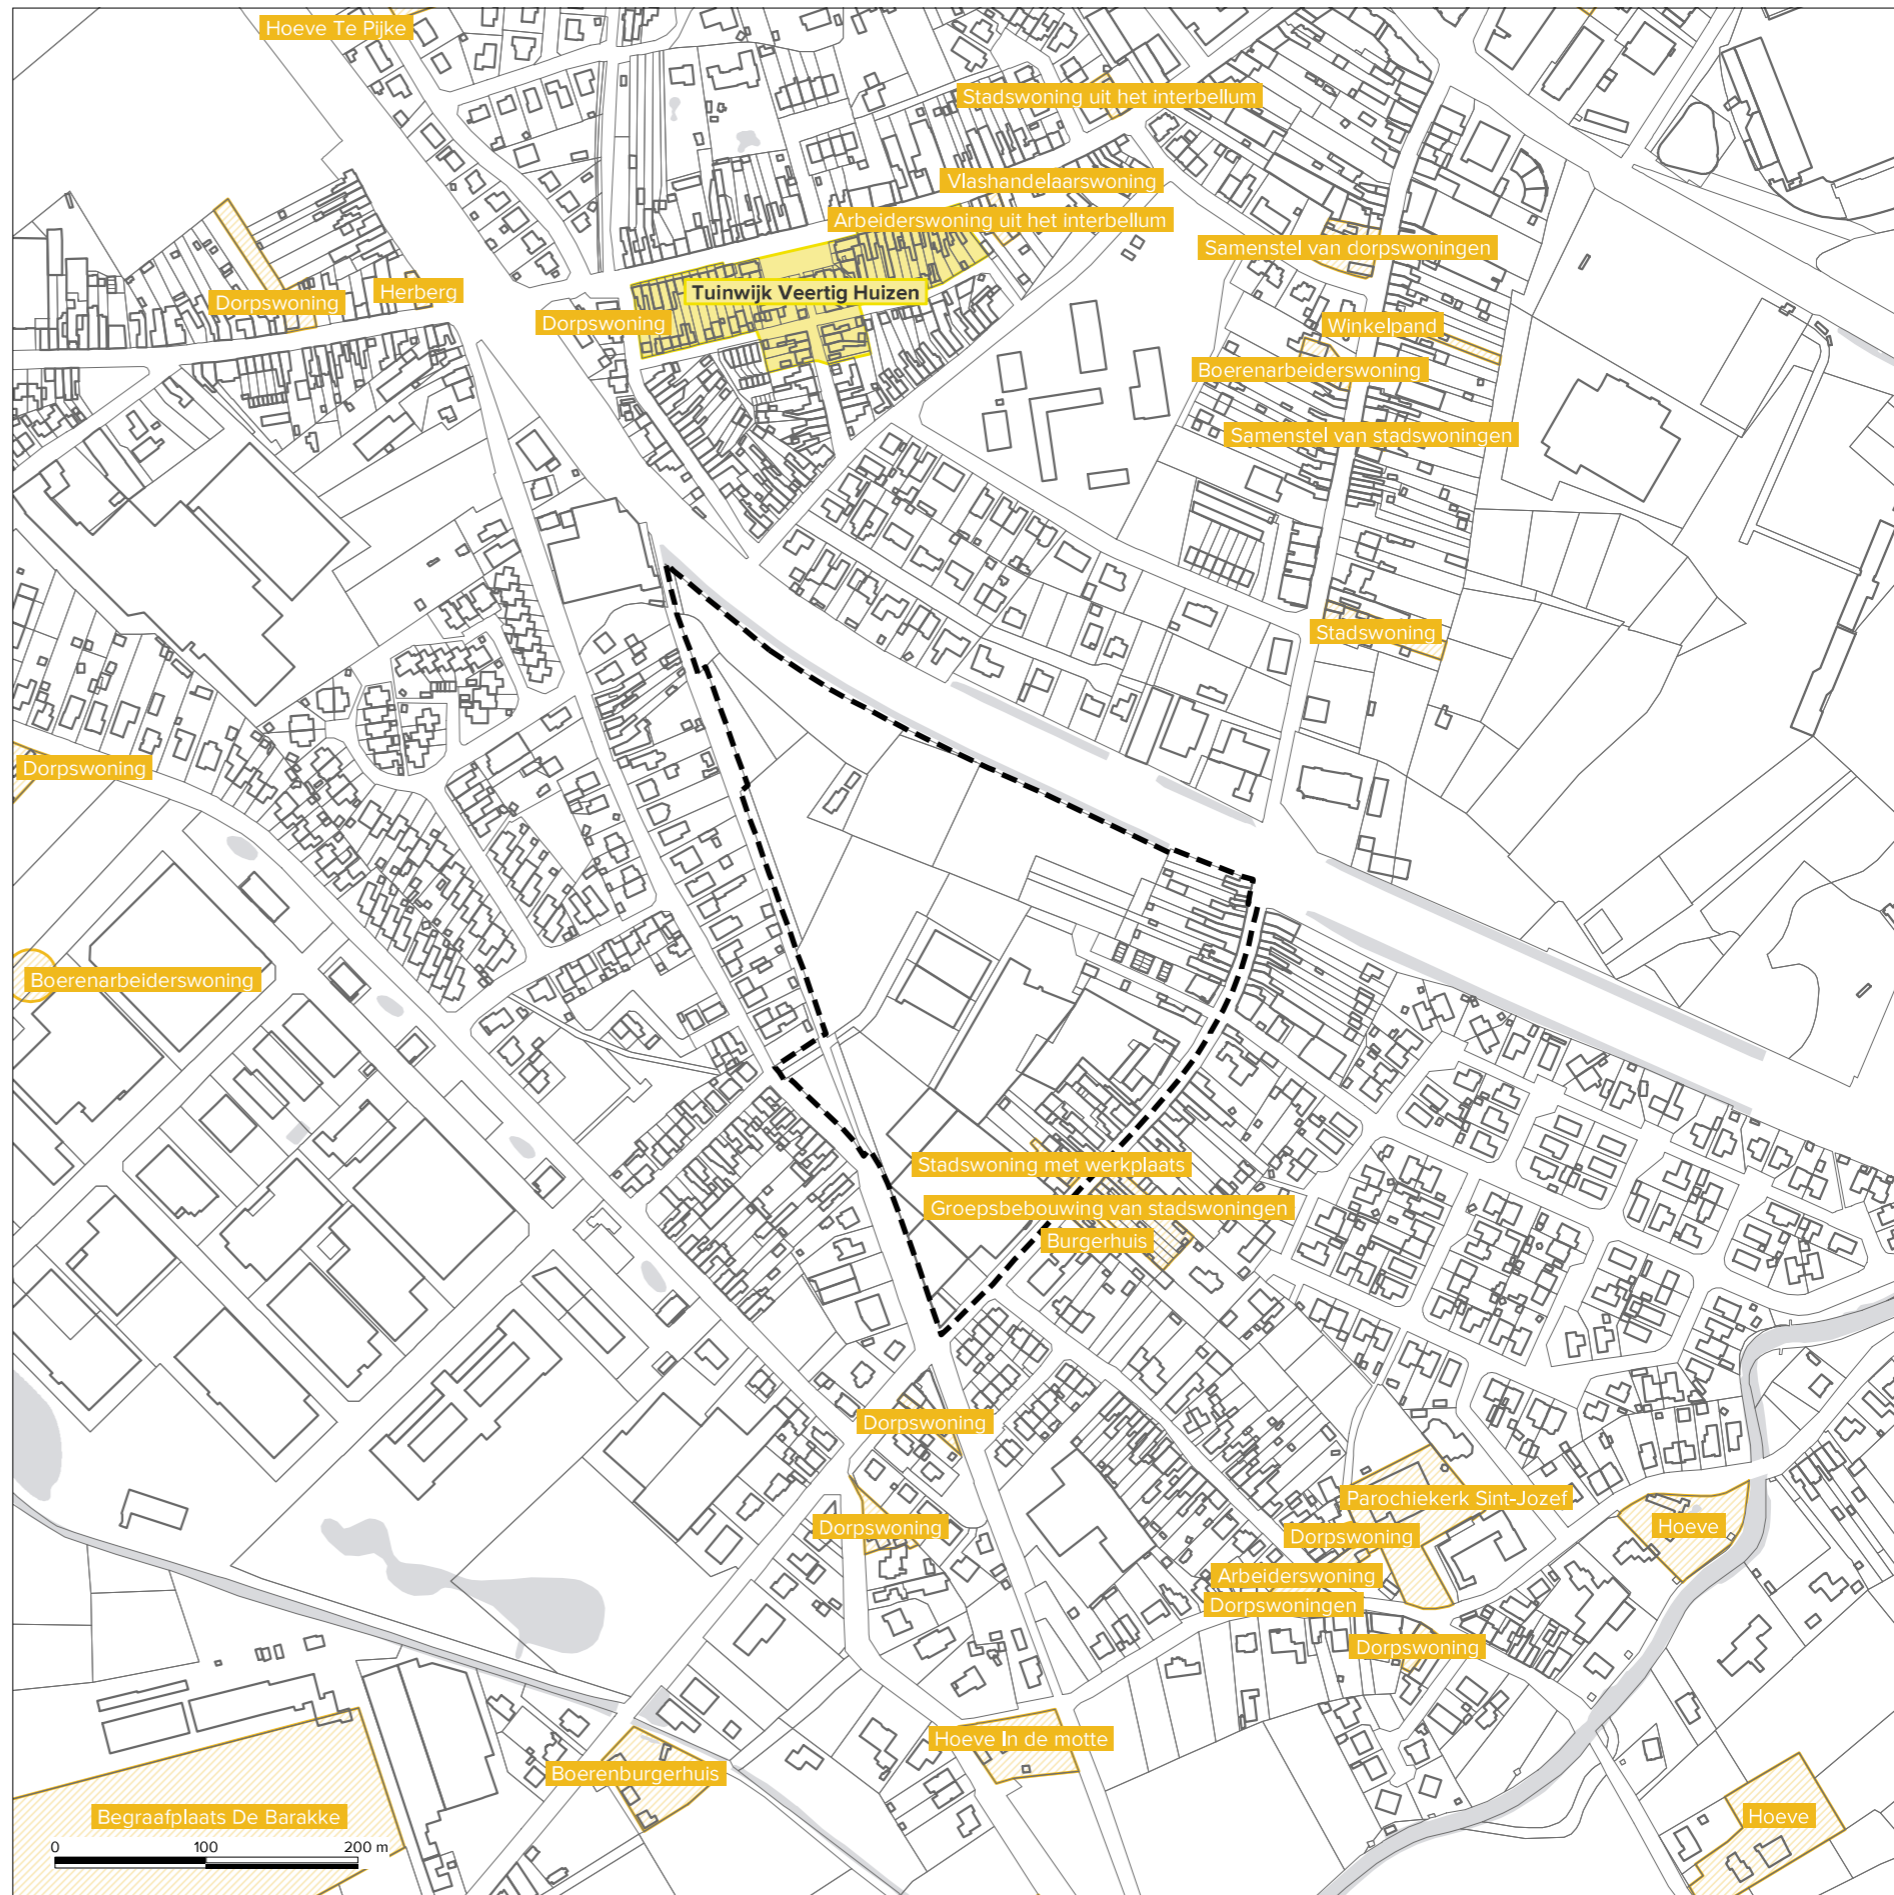 Hoeve Te Pijke
Stadswoning uit het interbellum
Vlashandelaarswoning
Arbeiderswoning uit het interbellum
Samenstel van dorpswoningen
Herberg
Tuinwijk Veertig Huizen
Dorpswoning
Dorpswoning
Winkelpand
Boerenarbeiderswoning
Samenstel van stadswoningen
Stadswoning
Dorpswoning
Boerenarbeiderswoning
Stadswoning met werkplaats
Groepsbebouwing van stadswoningen
Burgerhuis
Dorpswoning
Parochiekerk Sint-Jozef
Dorpswoning
Hoeve
Dorpswoning
Arbeiderswoning
Dorpswoningen
Dorpswoning
Hoeve In de motte
Boerenburgerhuis
Begraafplaats De Barakke
Hoeve
0 100 200 m